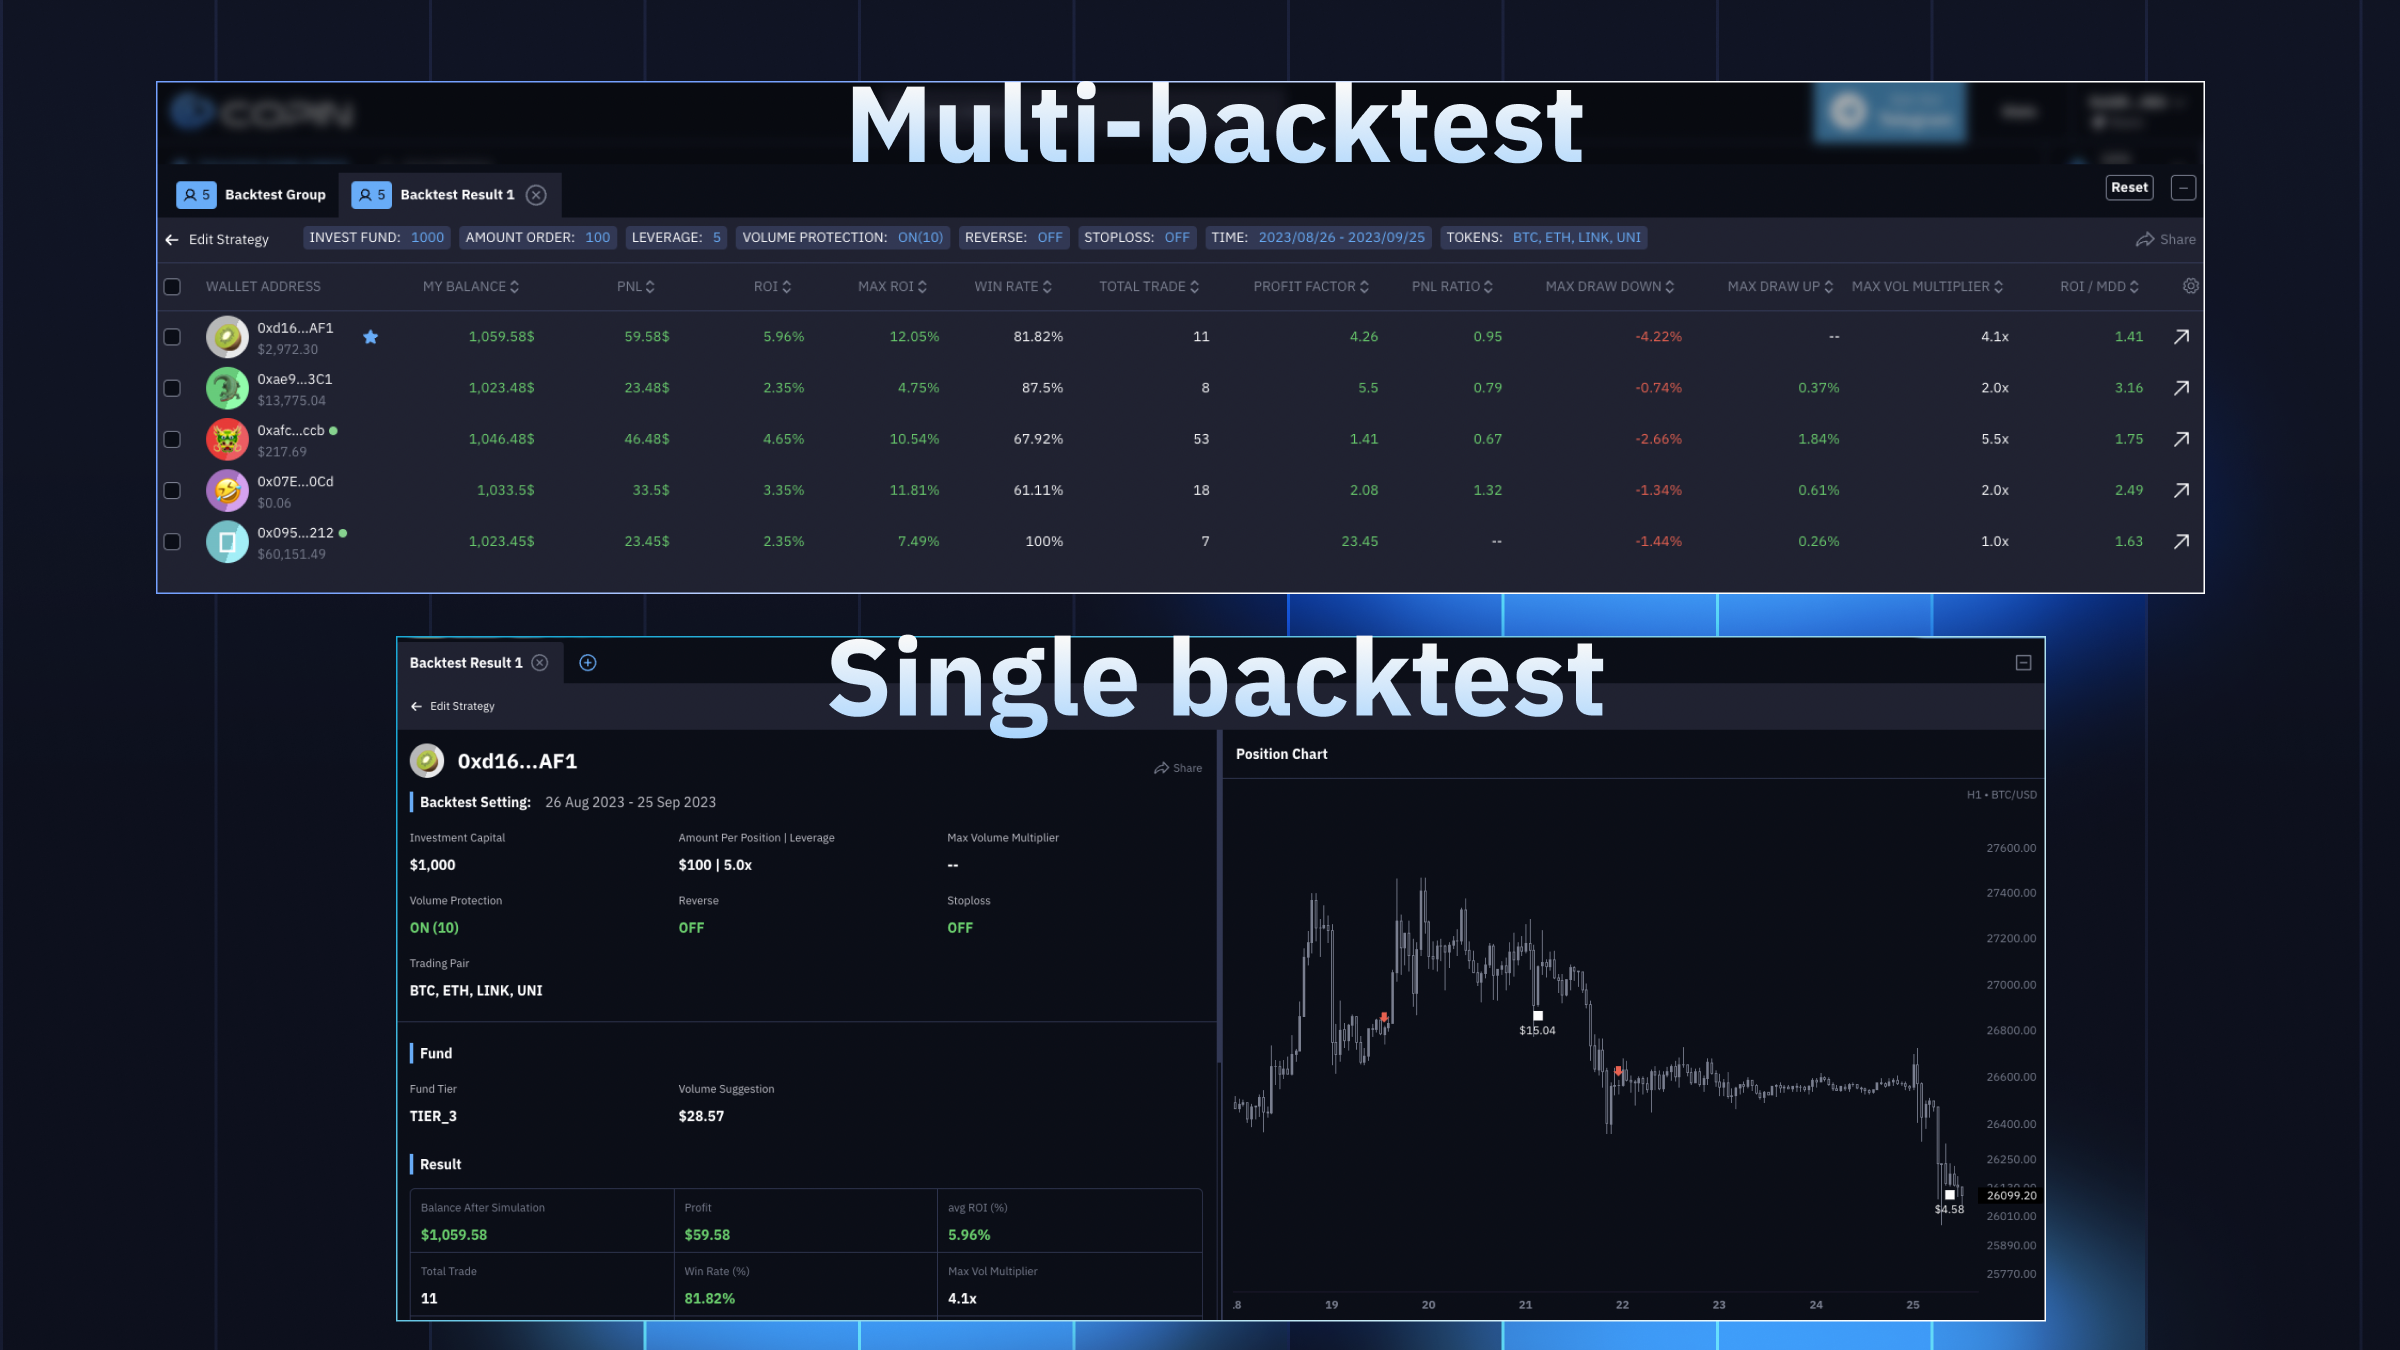 COPIN
Multi-backtest
5 Backtest Group 5 Backtest Result 1 Reset
Edit Strategy INVEST FUND: 1000 AMOUNT ORDER: 100 LEVERAGE: 5 VOLUME PROTECTION: ON(10) REVERSE: OFF STOPLOSS: OFF TIME: 2023/08/26 - 2023/09/25 TOKENS: BTC, ETH, LINK, UNI Share
WALLET ADDRESS MY BALANCE PNL ROI MAX ROI WIN RATE TOTAL TRADE PROFIT FACTOR PNL RATIO MAX DRAW DOWN MAX DRAW UP MAX VOL MULTIPLIER ROI / MDD
0xd16...AF1 1,059.58$ 59.58$ 5.96% 12.05% 81.82% 11 4.26 0.95 -4.22% -- 4.1x 1.41
$2,972.30
0xae9...3C1 1,023.48$ 23.48$ 2.35% 4.75% 87.5% 8 5.5 0.79 -0.74% 0.37% 2.0x 3.16
$13,775.04
0xafc...ccb 1,046.48$ 46.48$ 4.65% 10.54% 67.92% 53 1.41 0.67 -2.66% 1.84% 5.5x 1.75
$217.69
0x07E...0Cd 1,033.5$ 33.5$ 3.35% 11.81% 61.11% 18 2.08 1.32 -1.34% 0.61% 2.0x 2.49
$0.06
0x095...212 1,023.45$ 23.45$ 2.35% 7.49% 100% 7 23.45 -- -1.44% 0.26% 1.0x 1.63
$60,151.49
Single backtest
Backtest Result 1
Edit Strategy
0xd16...AF1 Share
Backtest Setting: 26 Aug 2023 - 25 Sep 2023
Investment Capital Amount Per Position | Leverage Max Volume Multiplier
$1,000 $100 | 5.0x --
Volume Protection Reverse Stoploss
ON (10) OFF OFF
Trading Pair
BTC, ETH, LINK, UNI
Fund
Fund Tier Volume Suggestion
TIER_3 $28.57
Result
Balance After Simulation Profit avg ROI (%)
$1,059.58 $59.58 5.96%
Total Trade Win Rate (%) Max Vol Multiplier
11 81.82% 4.1x
Position Chart
H1 • BTC/USD
27600.00
27400.00
27200.00
27000.00
$15.04
26800.00
26600.00
26400.00
26250.00
26099.20
$4.58
26010.00
25890.00
25770.00
.8 19 20 21 22 23 24 25